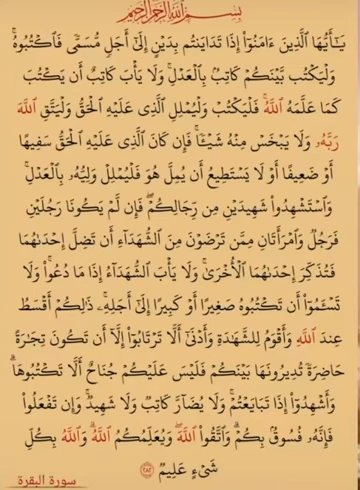 بِسْمِ ٱللَّهِ ٱلرَّحْمَٰنِ ٱلرَّحِيمِ
يَـٰٓأَيُّهَا ٱلَّذِينَ ءَامَنُوٓا۟ إِذَا تَدَايَنتُم بِدَيْنٍ إِلَىٰٓ أَجَلٍ مُّسَمًّى فَٱكْتُبُوهُ ۚ
وَلْيَكْتُب بَّيْنَكُمْ كَاتِبٌۢ بِٱلْعَدْلِ ۚ وَلَا يَأْبَ كَاتِبٌ أَن يَكْتُبَ
كَمَا عَلَّمَهُ ٱللَّهُ ۚ فَلْيَكْتُبْ وَلْيُمْلِلِ ٱلَّذِى عَلَيْهِ ٱلْحَقُّ وَلْيَتَّقِ ٱللَّهَ
رَبَّهُۥ وَلَا يَبْخَسْ مِنْهُ شَيْـًٔا ۚ فَإِن كَانَ ٱلَّذِى عَلَيْهِ ٱلْحَقُّ سَفِيهًا
أَوْ ضَعِيفًا أَوْ لَا يَسْتَطِيعُ أَن يُمِلَّ هُوَ فَلْيُمْلِلْ وَلِيُّهُۥ بِٱلْعَدْلِ ۚ
وَٱسْتَشْهِدُوا۟ شَهِيدَيْنِ مِن رِّجَالِكُمْ ۖ فَإِن لَّمْ يَكُونَا رَجُلَيْنِ
فَرَجُلٌ وَٱمْرَأَتَانِ مِمَّن تَرْضَوْنَ مِنَ ٱلشُّهَدَآءِ أَن تَضِلَّ إِحْدَىٰهُمَا
فَتُذَكِّرَ إِحْدَىٰهُمَا ٱلْأُخْرَىٰ ۚ وَلَا يَأْبَ ٱلشُّهَدَآءُ إِذَا مَا دُعُوا۟ ۚ وَلَا
تَسْـَٔمُوٓا۟ أَن تَكْتُبُوهُ صَغِيرًا أَوْ كَبِيرًا إِلَىٰٓ أَجَلِهِۦ ۚ ذَٰلِكُمْ أَقْسَطُ
عِندَ ٱللَّهِ وَأَقْوَمُ لِلشَّهَـٰدَةِ وَأَدْنَىٰٓ أَلَّا تَرْتَابُوٓا۟ ۖ إِلَّآ أَن تَكُونَ تِجَـٰرَةً
حَاضِرَةً تُدِيرُونَهَا بَيْنَكُمْ فَلَيْسَ عَلَيْكُمْ جُنَاحٌ أَلَّا تَكْتُبُوهَا ۗ
وَأَشْهِدُوٓا۟ إِذَا تَبَايَعْتُمْ ۚ وَلَا يُضَآرَّ كَاتِبٌ وَلَا شَهِيدٌ ۚ وَإِن تَفْعَلُوا۟
فَإِنَّهُۥ فُسُوقٌۢ بِكُمْ ۗ وَٱتَّقُوا۟ ٱللَّهَ ۖ وَيُعَلِّمُكُمُ ٱللَّهُ ۗ وَٱللَّهُ بِكُلِّ
شَىْءٍ عَلِيمٌ ٢٨٢
سورة البقرة